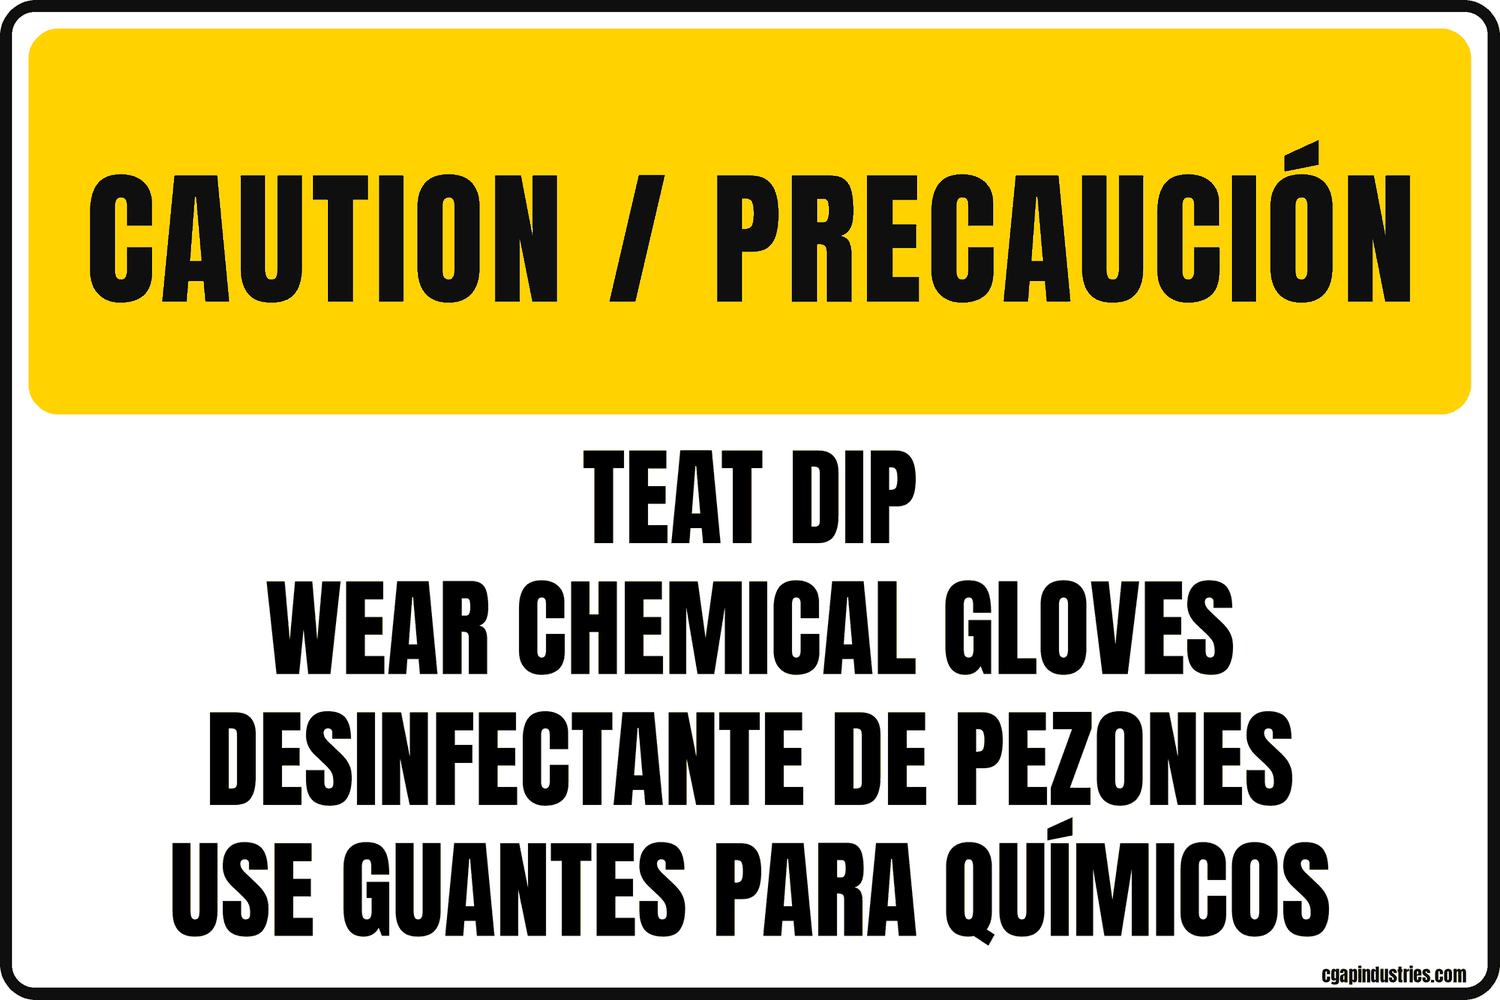 CAUTION / PRECAUCIÓN
TEAT DIP
WEAR CHEMICAL GLOVES
DESINFECTANTE DE PEZONES
USE GUANTES PARA QUÍMICOS
cgapindustries.com